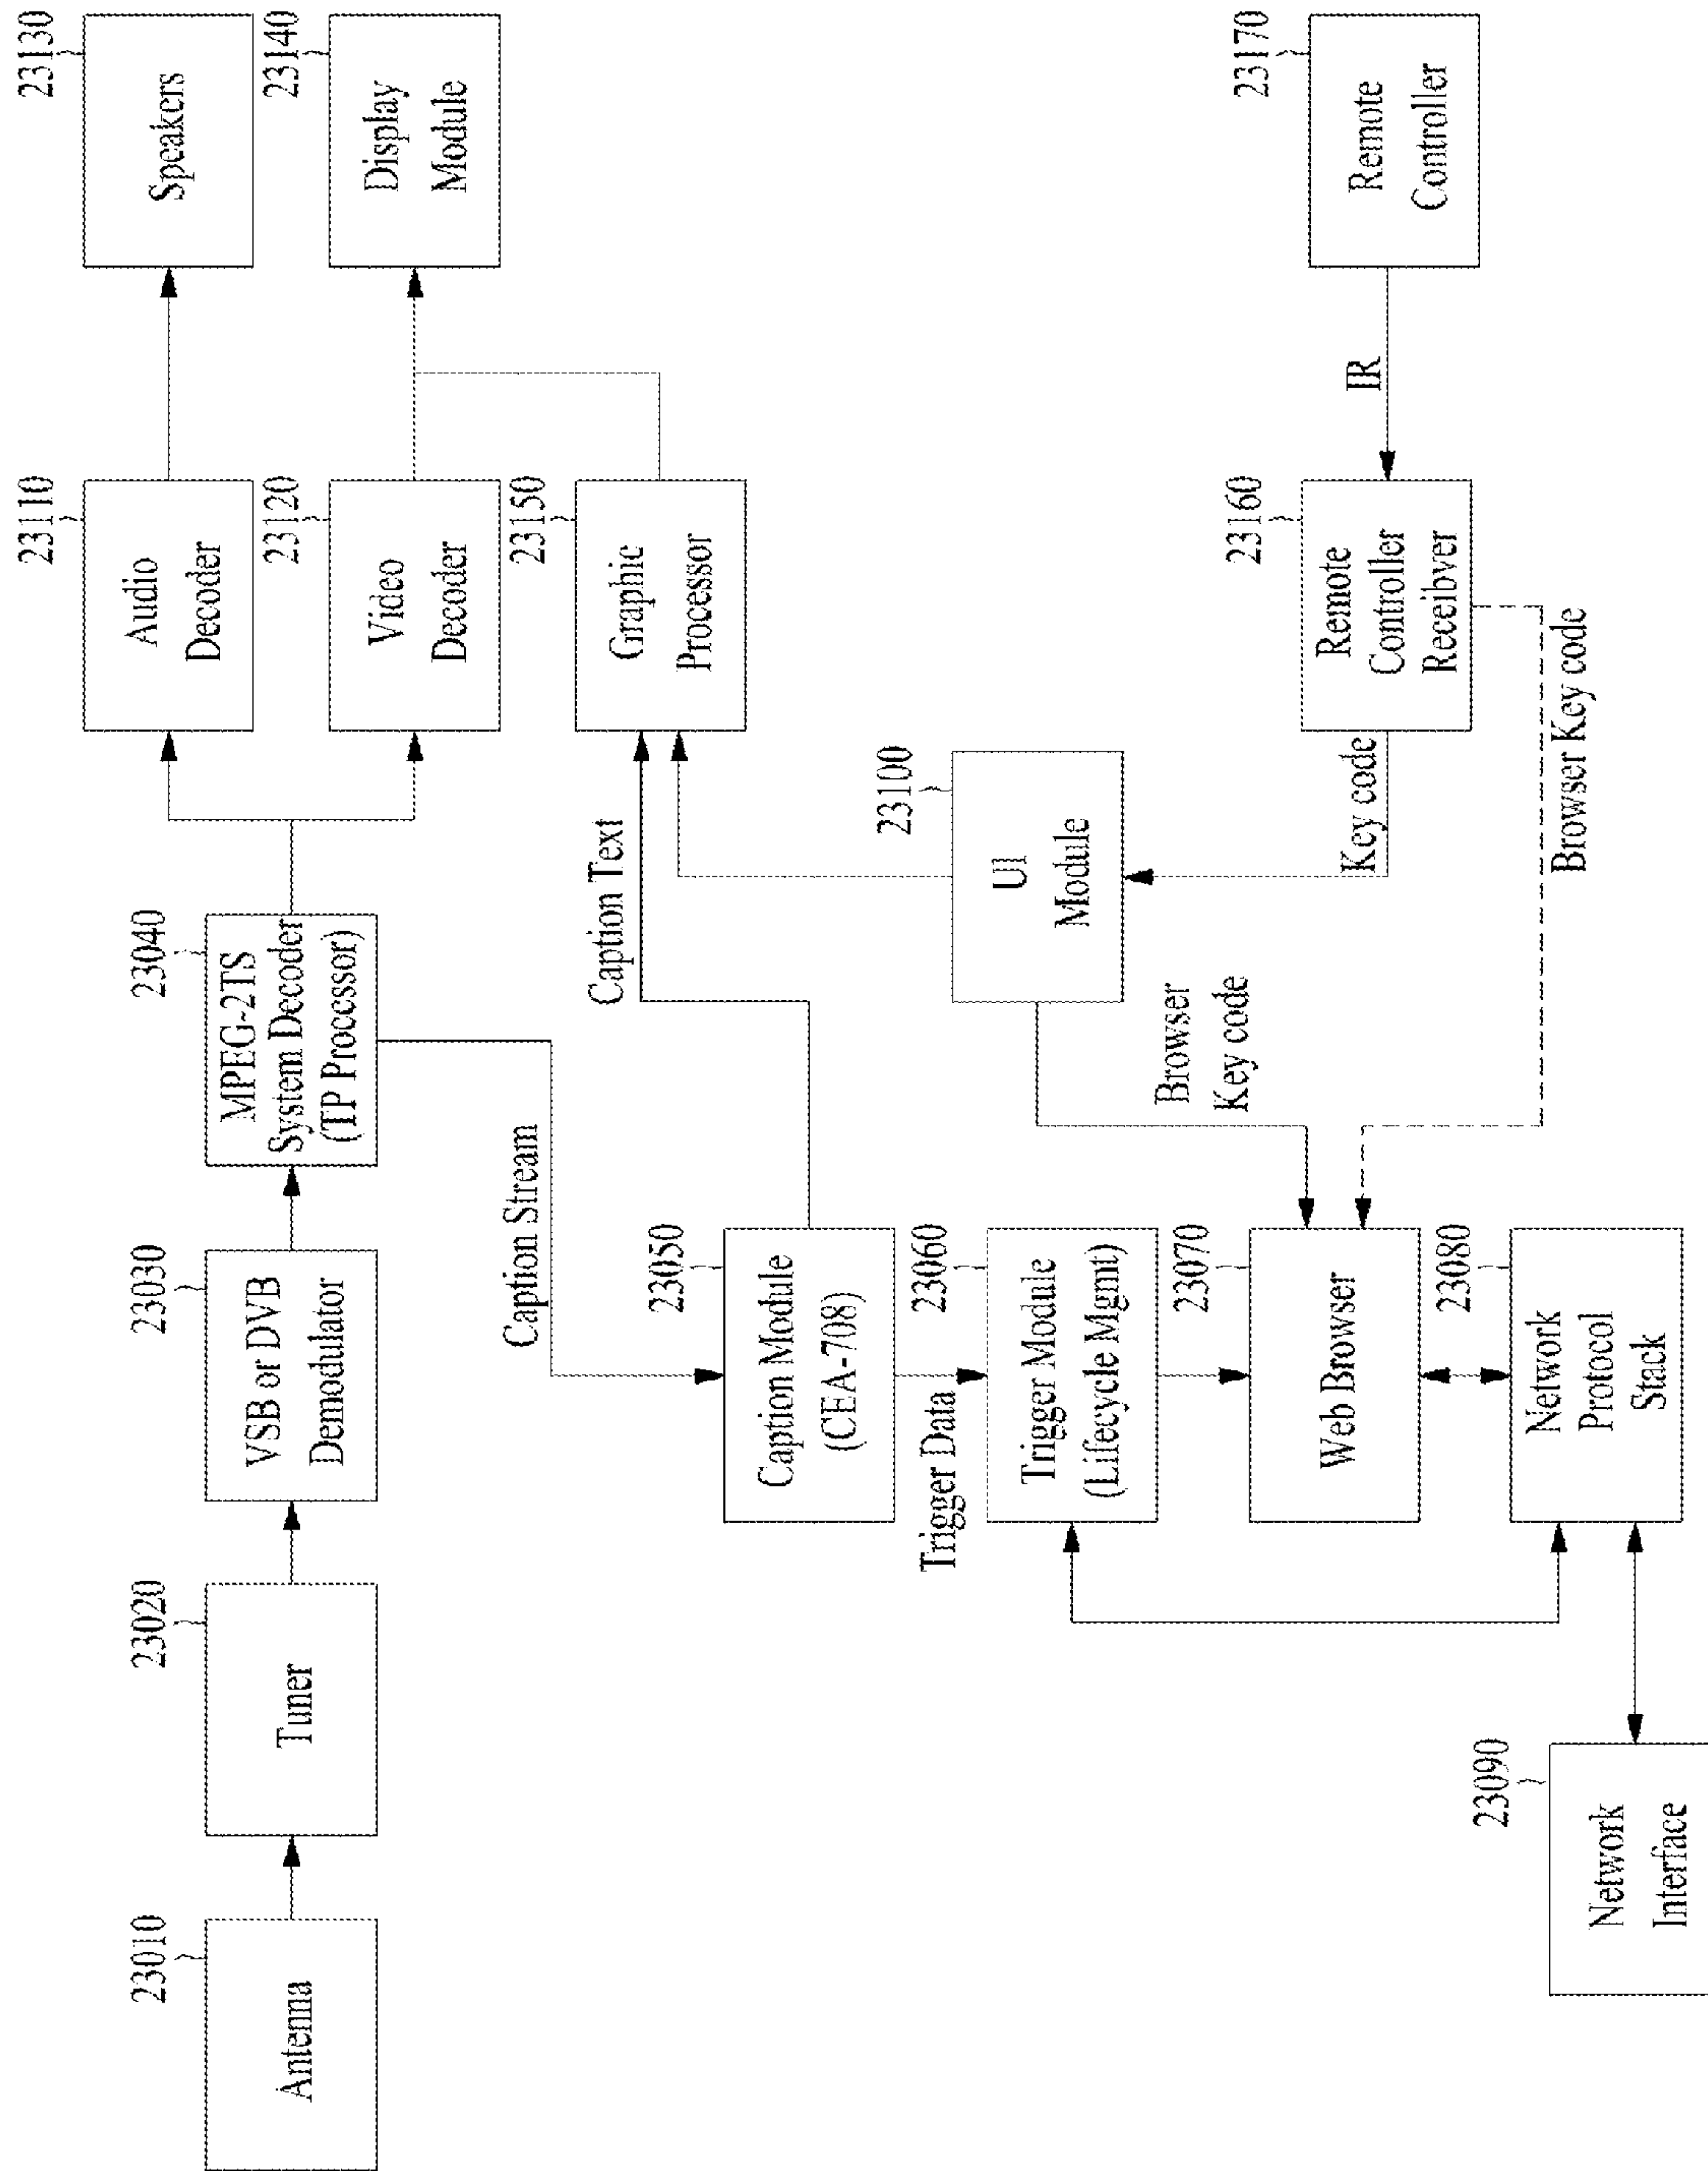 23010
Antenna
23020
Tuner
23030
VSB or DVB
Demodulator
23040
MPEG-2TS
System Decoder
(TP Processor)
23110
Audio
Decoder
23130
Speakers
23120
Video
Decoder
23140
Display
Module
23150
Graphic
Processor
Caption Stream
Caption Text
23050
Caption Module
(CEA-708)
Trigger Data
23060
Trigger Module
(Lifecycle Mgmt)
23070
Web Browser
23080
Network
Protocol
Stack
23090
Network
Interface
23100
UI
Module
Browser
Key code
Key code
Browser Key code
23160
Remote
Controller
Receibver
IR
23170
Remote
Controller